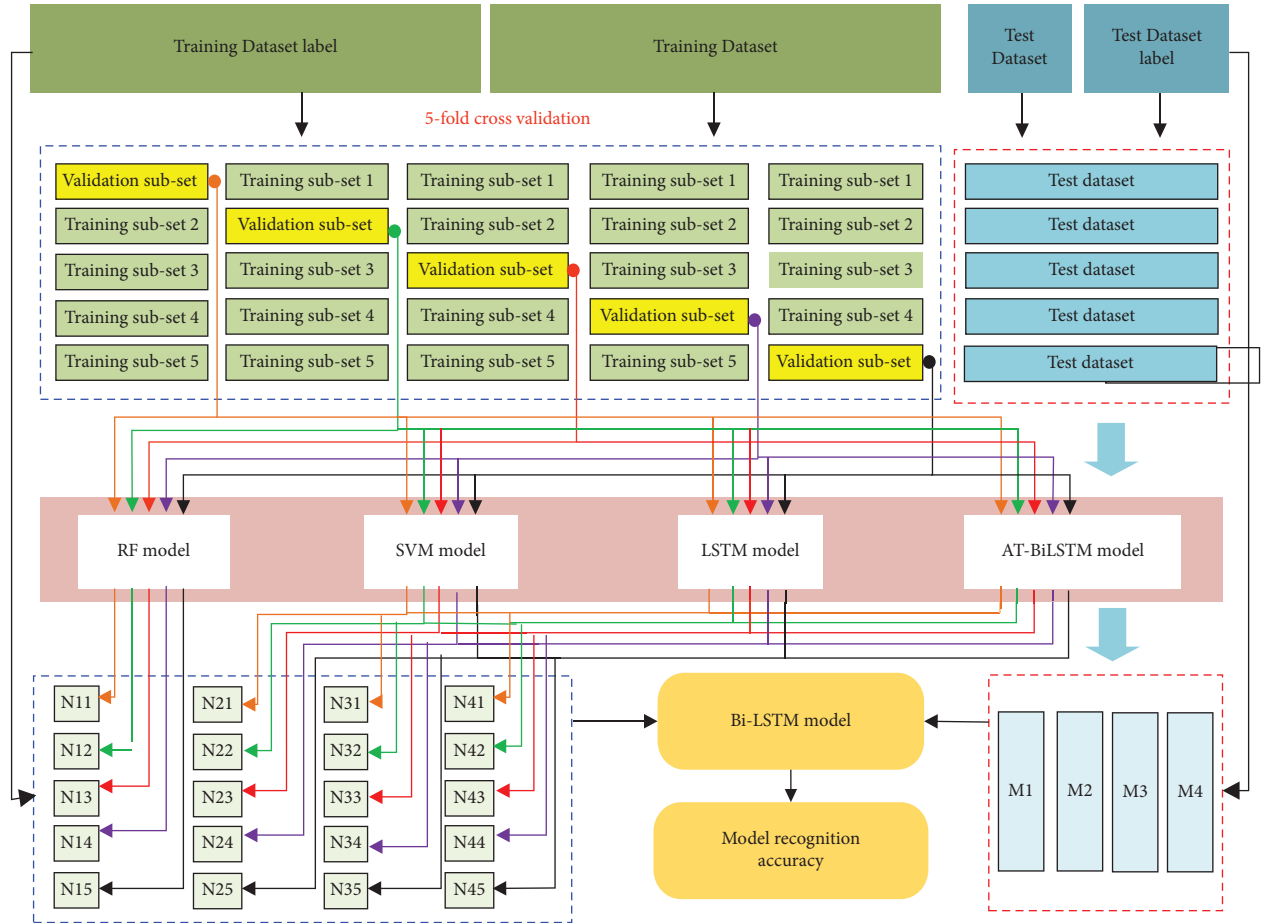 Training Dataset label
Training Dataset
Test
Dataset
Test Dataset
label
5-fold cross validation
Validation sub-set
Training sub-set 1
Training sub-set 1
Training sub-set 1
Training sub-set 1
Test dataset
Training sub-set 2
Validation sub-set
Training sub-set 2
Training sub-set 2
Training sub-set 2
Test dataset
Training sub-set 3
Training sub-set 3
Validation sub-set
Training sub-set 3
Training sub-set 3
Test dataset
Training sub-set 4
Training sub-set 4
Training sub-set 4
Validation sub-set
Training sub-set 4
Test dataset
Training sub-set 5
Training sub-set 5
Training sub-set 5
Training sub-set 5
Validation sub-set
Test dataset
RF model
SVM model
LSTM model
AT-BiLSTM model
N11
N21
N31
N41
N12
N22
N32
N42
N13
N23
N33
N43
N14
N24
N34
N44
N15
N25
N35
N45
Bi-LSTM model
Model recognition
accuracy
M1
M2
M3
M4